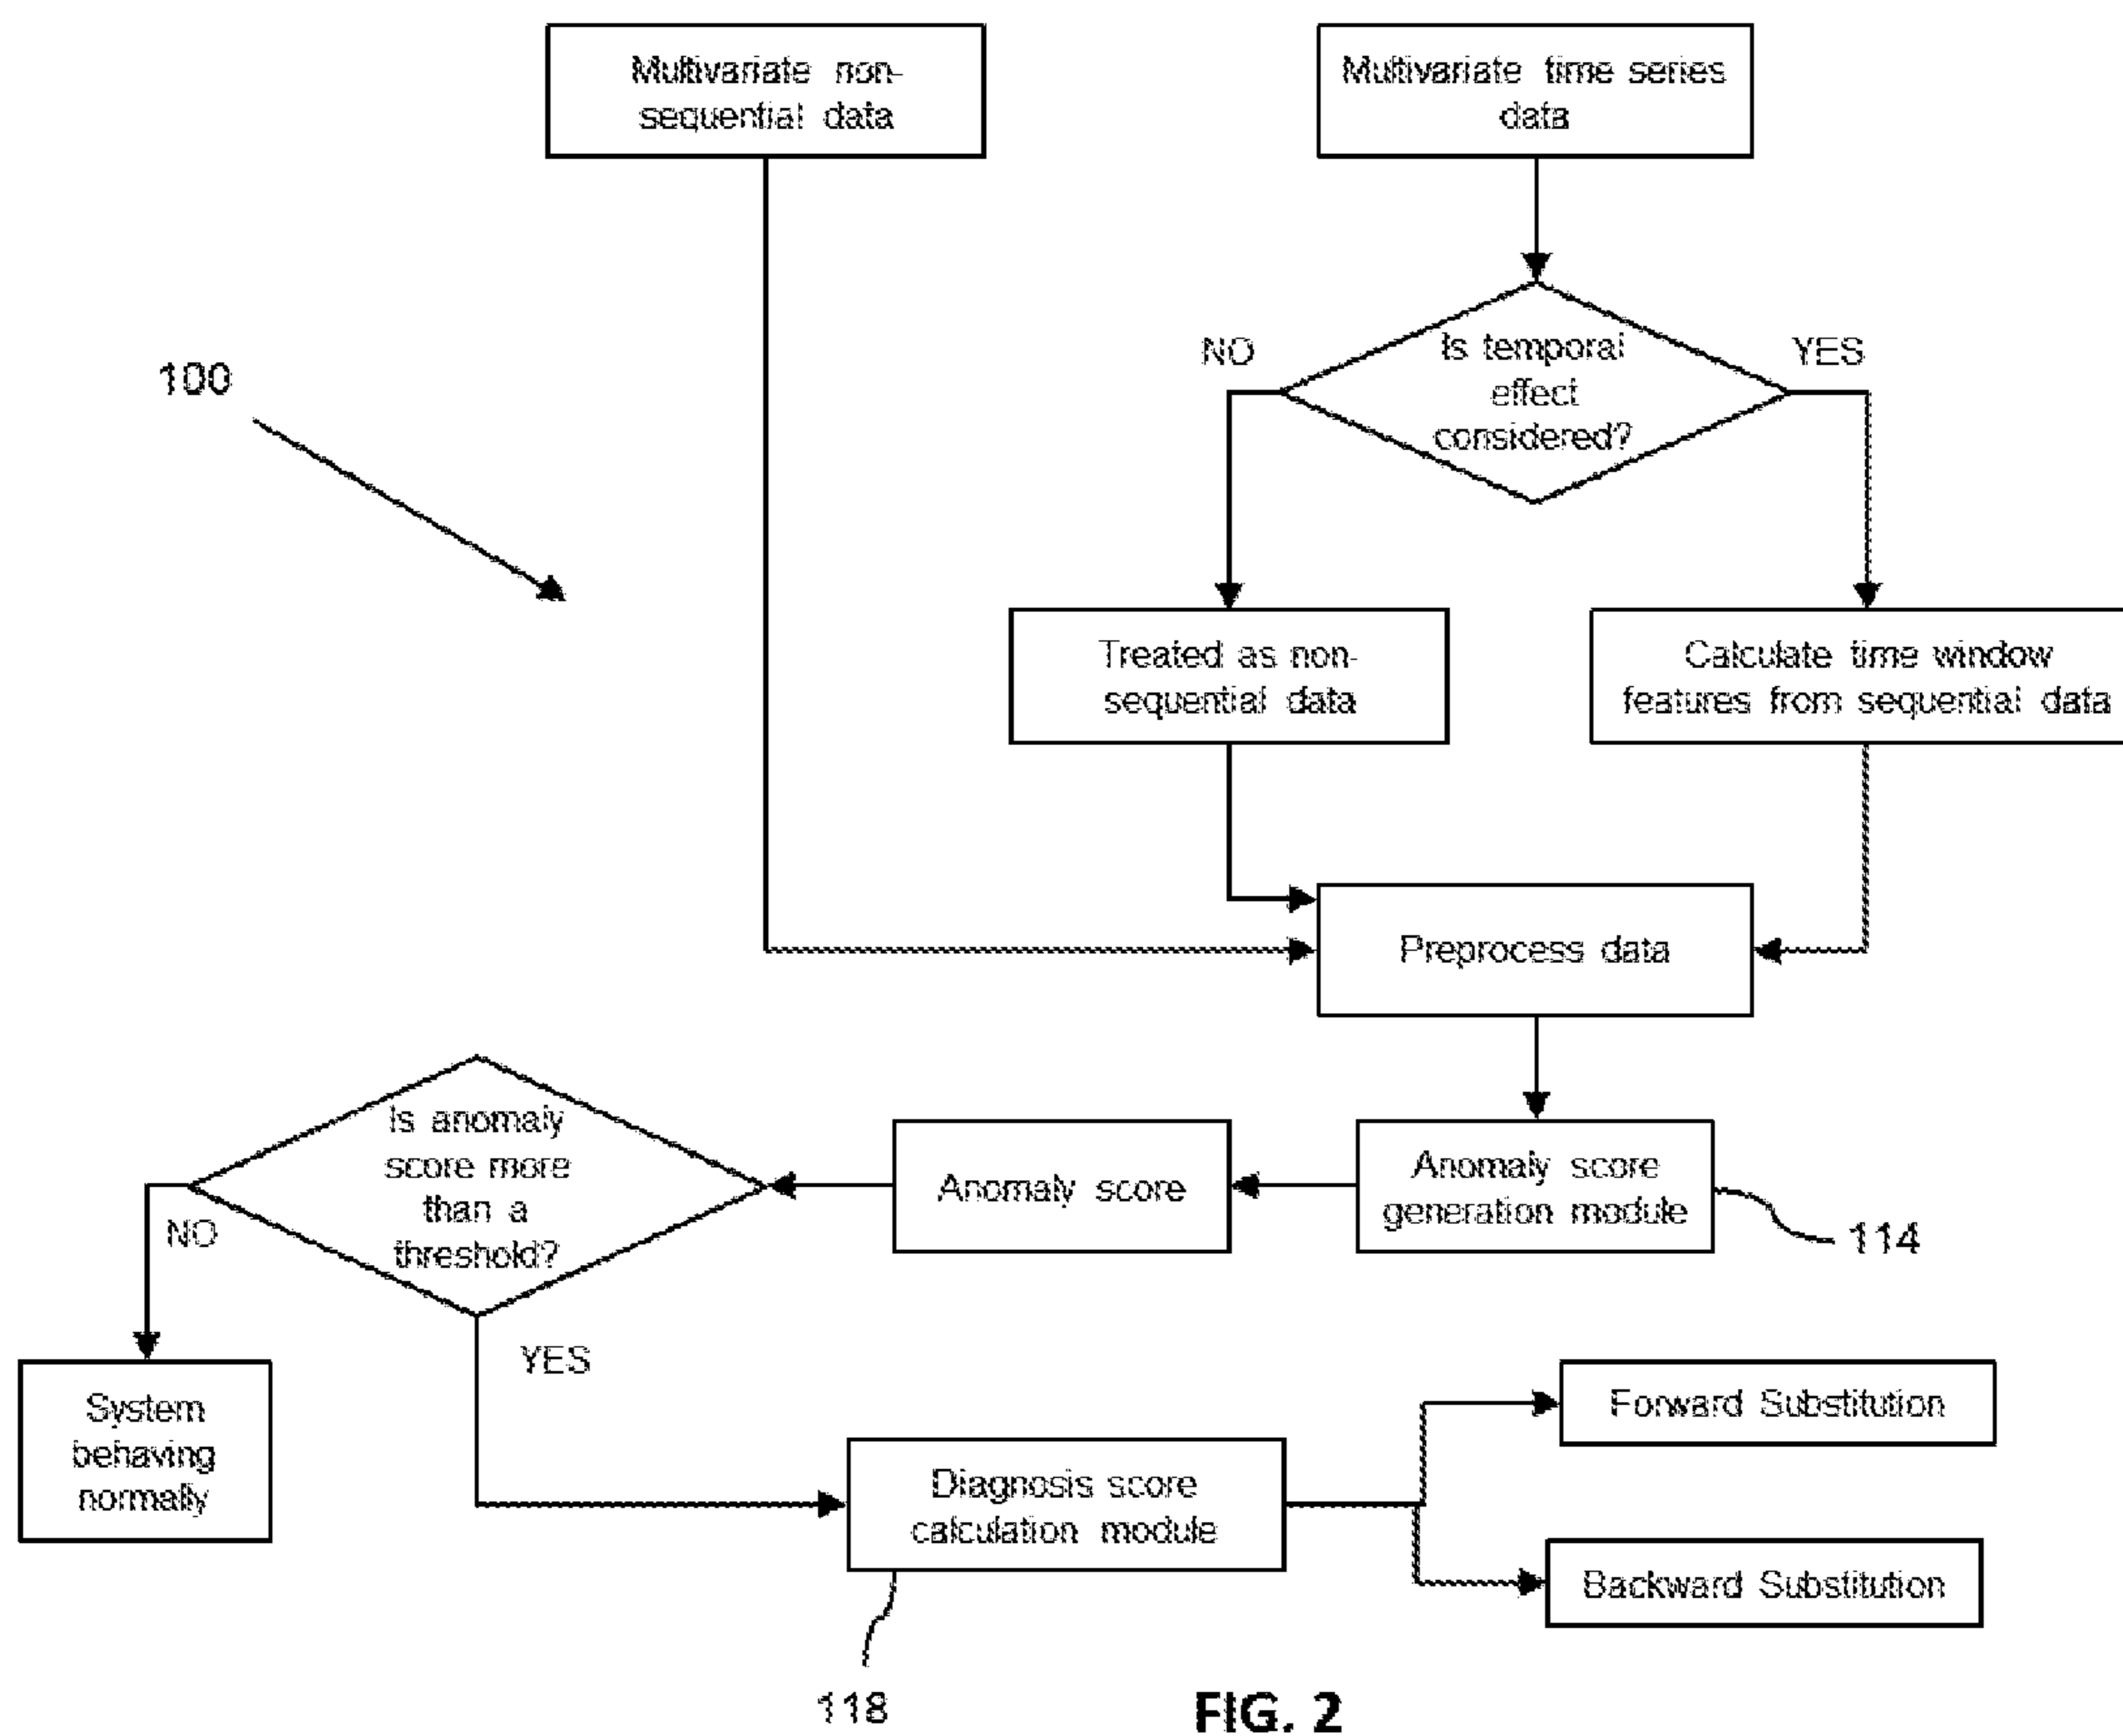 Multivariate non-
sequential data
Multivariate time series
data
NO
Is temporal
effect
considered?
YES
100
Treated as non-
sequential data
Calculate time window
features from sequential data
Preprocess data
Is anomaly
score more
than a
threshold?
NO
YES
Anomaly score
Anomaly score
generation module
114
System
behaving
normally
Diagnosis score
calculation module
Forward Substitution
Backward Substitution
118
FIG. 2